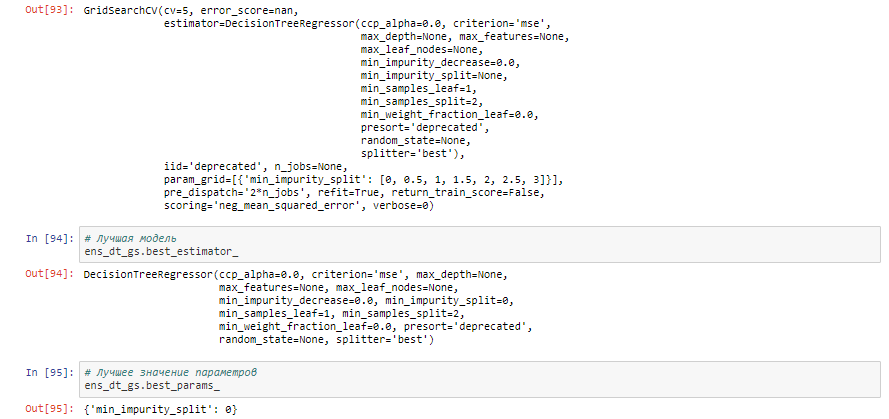 Out[93]: GridSearchCV(cv=5, error_score=nan,
estimator=DecisionTreeRegressor(ccp_alpha=0.0, criterion='mse',
max_depth=None, max_features=None,
max_leaf_nodes=None,
min_impurity_decrease=0.0,
min_impurity_split=None,
min_samples_leaf=1,
min_samples_split=2,
min_weight_fraction_leaf=0.0,
presort='deprecated',
random_state=None,
splitter='best'),
iid='deprecated', n_jobs=None,
param_grid=[{'min_impurity_split': [0, 0.5, 1, 1.5, 2, 2.5, 3]}],
pre_dispatch='2*n_jobs', refit=True, return_train_score=False,
scoring='neg_mean_squared_error', verbose=0)
In [94]: # Лучшая модель
ens_dt_gs.best_estimator_
Out[94]: DecisionTreeRegressor(ccp_alpha=0.0, criterion='mse', max_depth=None,
max_features=None, max_leaf_nodes=None,
min_impurity_decrease=0.0, min_impurity_split=0,
min_samples_leaf=1, min_samples_split=2,
min_weight_fraction_leaf=0.0, presort='deprecated',
random_state=None, splitter='best')
In [95]: # Лучшее значение параметров
ens_dt_gs.best_params_
Out[95]: {'min_impurity_split': 0}